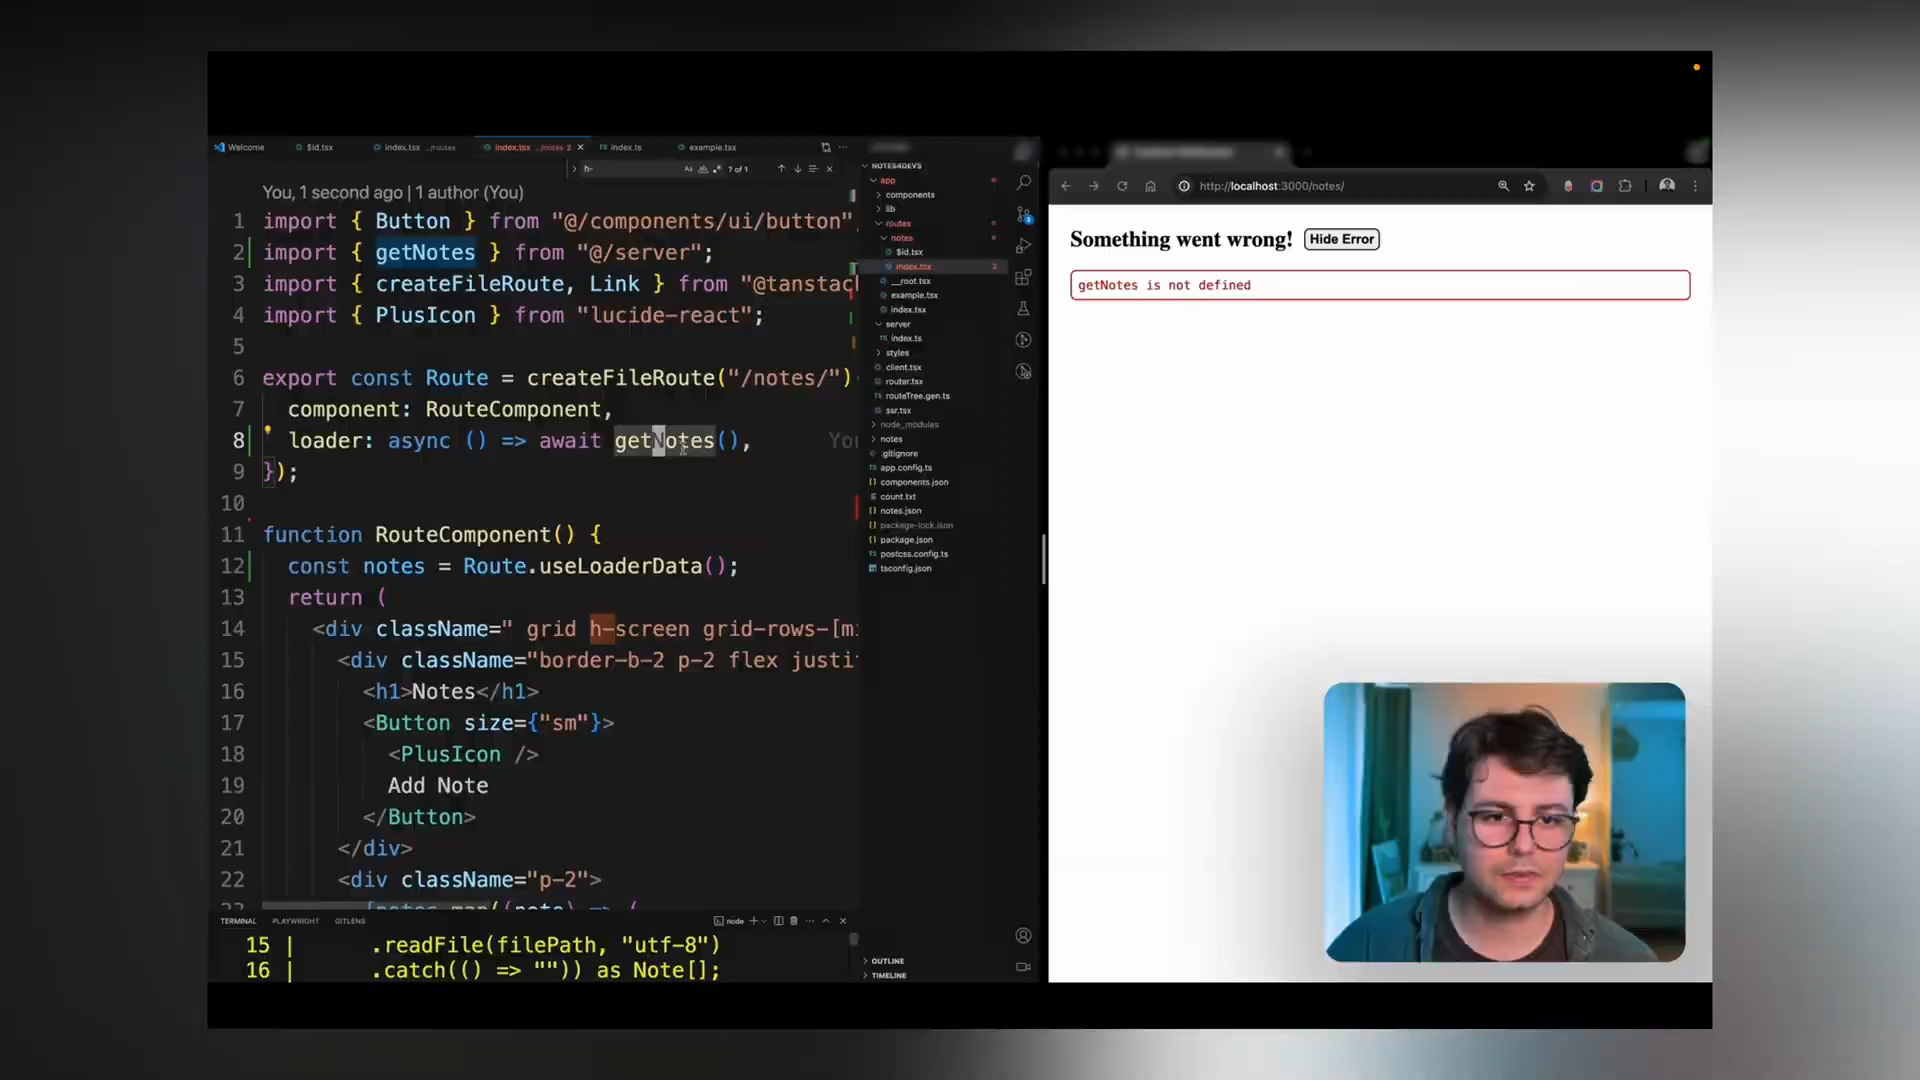 Welcome
$id.tsx
index.tsx .../routes
index.tsx .../notes 2
index.ts
example.tsx
h-
7 of 1
You, 1 second ago | 1 author (You)
1 import { Button } from "@/components/ui/button"
2 import { getNotes } from "@/server";
3 import { createFileRoute, Link } from "@tanstac
4 import { PlusIcon } from "lucide-react";
5
6 export const Route = createFileRoute("/notes/")
7 component: RouteComponent,
8 loader: async () => await getNotes(), You
9 });
10
11 function RouteComponent() {
12 const notes = Route.useLoaderData();
13 return (
14 <div className=" grid h-screen grid-rows-[m
15 <div className="border-b-2 p-2 flex justi
16 <h1>Notes</h1>
17 <Button size={"sm"}>
18 <PlusIcon />
19 Add Note
20 </Button>
21 </div>
22 <div className="p-2">
23 {notes.map((note) => (
TERMINAL PLAYWRIGHT GITLENS
node
15 | .readFile(filePath, "utf-8")
16 | .catch(() => "")) as Note[];
NOTES4DEVS
app
components
lib
routes
notes
$id.tsx
index.tsx 2
__root.tsx
example.tsx
index.tsx
server
index.ts
styles
client.tsx
router.tsx
routeTree.gen.ts
ssr.tsx
node_modules
notes
.gitignore
app.config.ts
components.json
count.txt
notes.json
package-lock.json
package.json
postcss.config.ts
tsconfig.json
OUTLINE
TIMELINE
http://localhost:3000/notes/
Something went wrong! Hide Error
getNotes is not defined